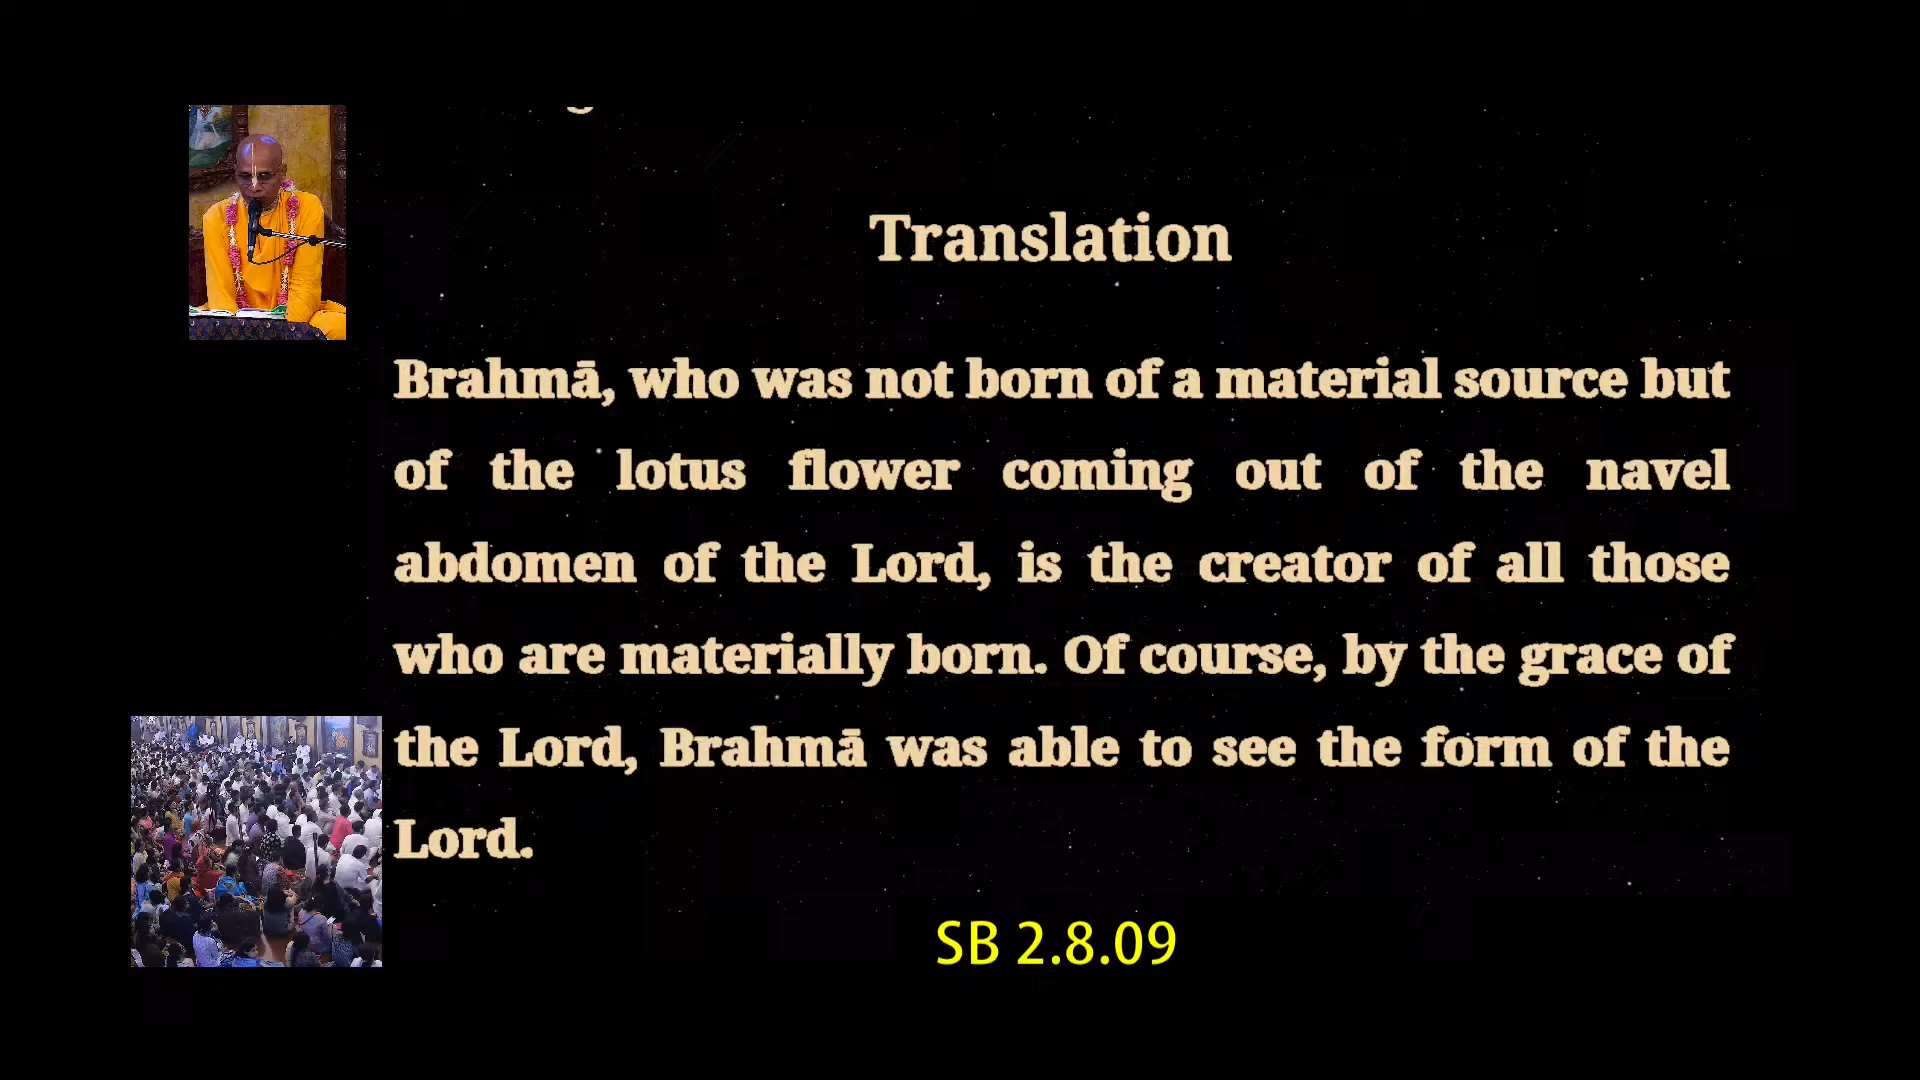 Translation
Brahmā, who was not born of a material source but
of the lotus flower coming out of the navel
abdomen of the Lord, is the creator of all those
who are materially born. Of course, by the grace of
the Lord, Brahmā was able to see the form of the
Lord.
SB 2.8.09